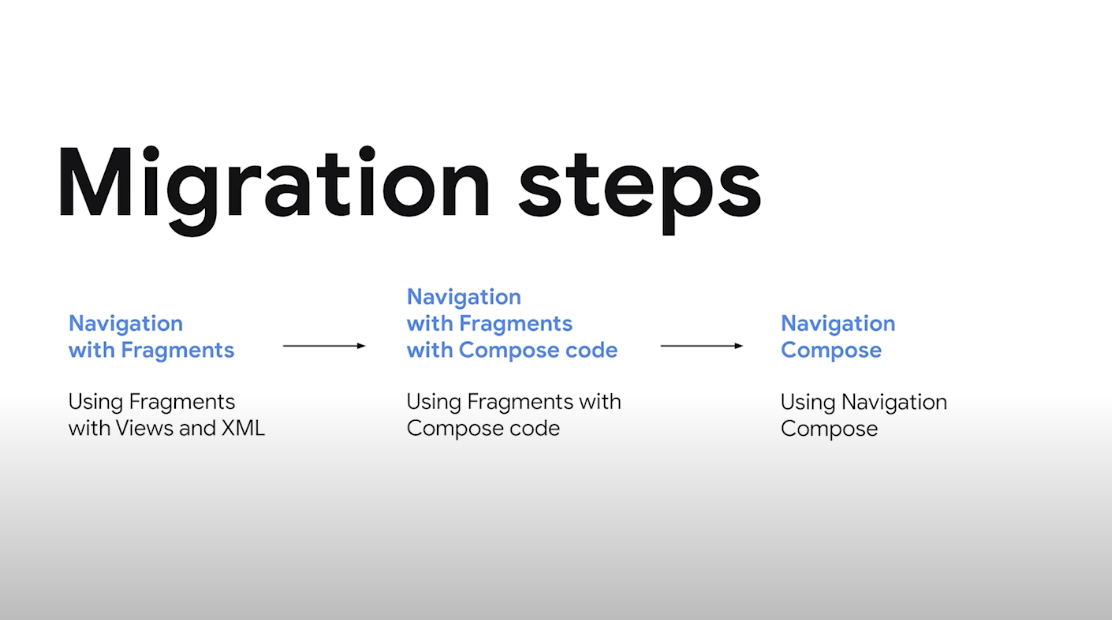 Migration steps
Navigation
with Fragments
Using Fragments
with Views and XML
Navigation
with Fragments
with Compose code
Using Fragments with
Compose code
Navigation
Compose
Using Navigation
Compose